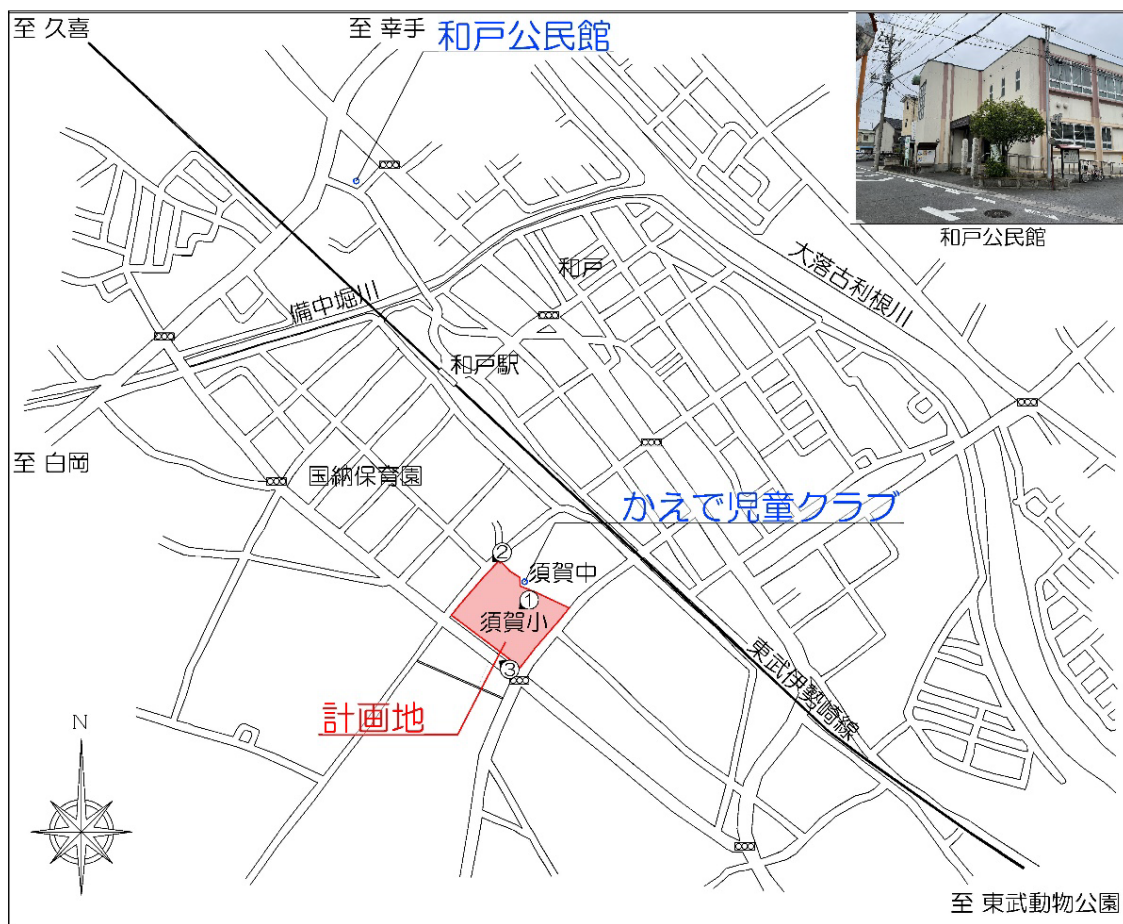 至 久喜
至 幸手
和戸公民館
和戸公民館
大落古利根川
和戸
備中堀川
和戸駅
至 白岡
国納保育園
かえで児童クラブ
②
須賀中
①
須賀小
③
計画地
東武伊勢崎線
N
至 東武動物公園